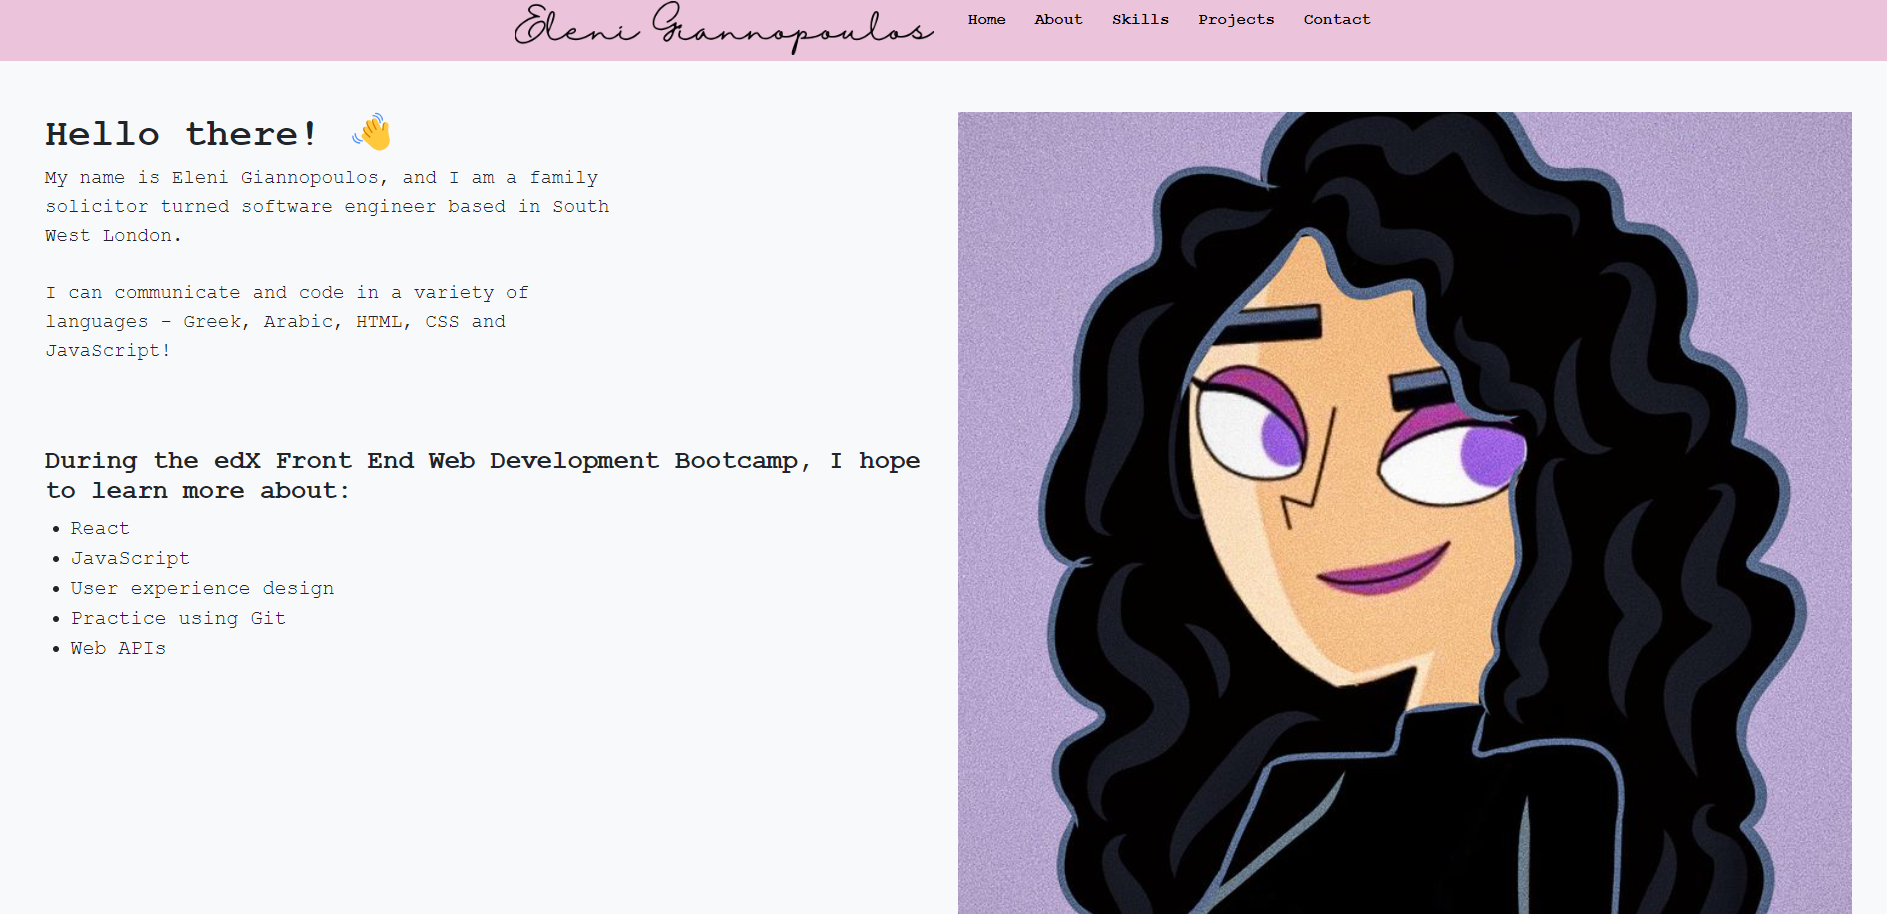 Eleni Giannopoulos
Home About Skills Projects Contact
Hello there! 👋
My name is Eleni Giannopoulos, and I am a family
solicitor turned software engineer based in South
West London.
I can communicate and code in a variety of
languages - Greek, Arabic, HTML, CSS and
JavaScript!
During the edX Front End Web Development Bootcamp, I hope
to learn more about:
• React
• JavaScript
• User experience design
• Practice using Git
• Web APIs